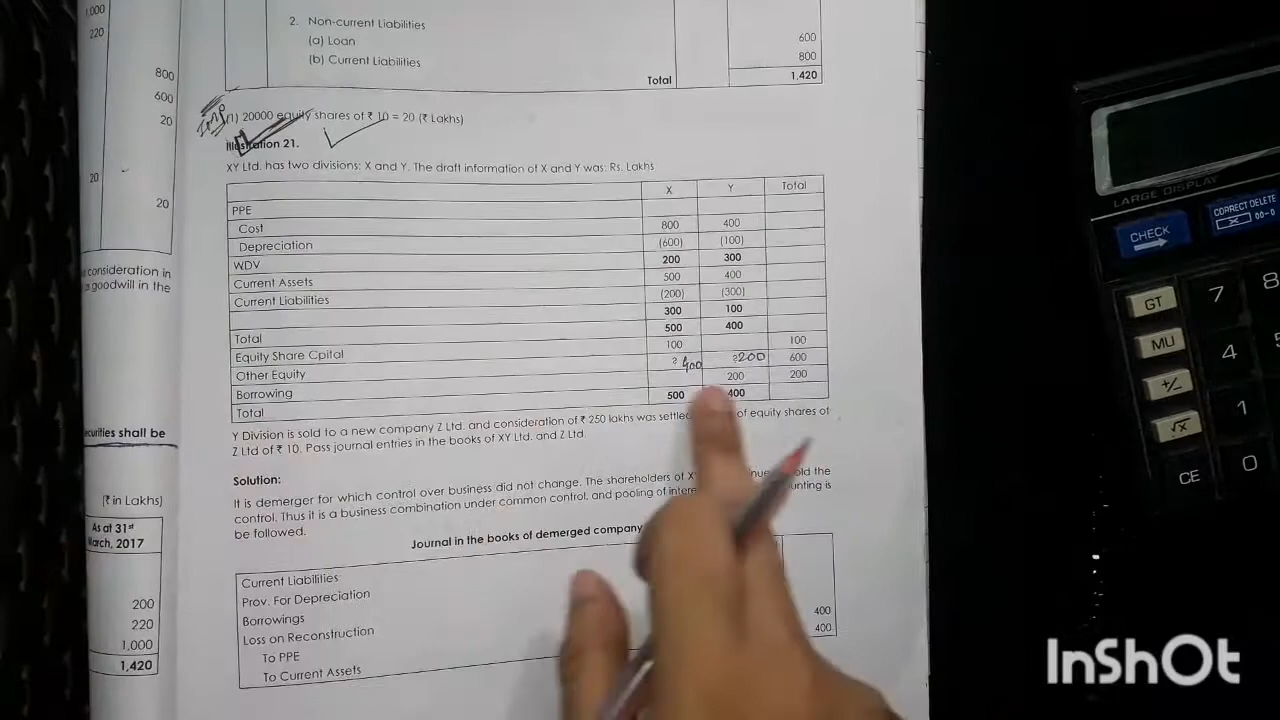 1,000
220
800
600
20
20
20
consideration in
goodwill in the
ecurities shall be
(₹ in Lakhs)
As at 31st
March, 2017
200
220
1,000
1,420
2. Non-current Liabilities
(a) Loan 600
(b) Current Liabilities 800
Total 1,420
Imp
(1) 20000 equity shares of ₹ 10 = 20 (₹ Lakhs)
Illustration 21.
XY Ltd. has two divisions: X and Y. The draft information of X and Y was: Rs. Lakhs
X Y Total
PPE
Cost 800 400
Depreciation (600) (100)
WDV 200 300
Current Assets 500 400
Current Liabilities (200) (300)
300 100
Total 500 400
Equity Share Cpital 100 100
Other Equity ? 400 ? 200 600
Borrowing 200 200
Total 500 400
Y Division is sold to a new company Z Ltd. and consideration of ₹ 250 lakhs was settled of equity shares of
Z Ltd of ₹ 10. Pass journal entries in the books of XY Ltd. and Z Ltd.
Solution:
It is demerger for which control over business did not change. The shareholders of the
control. Thus it is a business combination under common control, and pooling of is
be followed.
Journal in the books of demerged company
Current Liabilities
Prov. For Depreciation
Borrowings
Loss on Reconstruction
To PPE 400
To Current Assets 400
LARGE DISPLAY
CHECK
CORRECT DELETE
00→0
GT
7
8
MU
4
5
√x
1
CE
0
InShOt